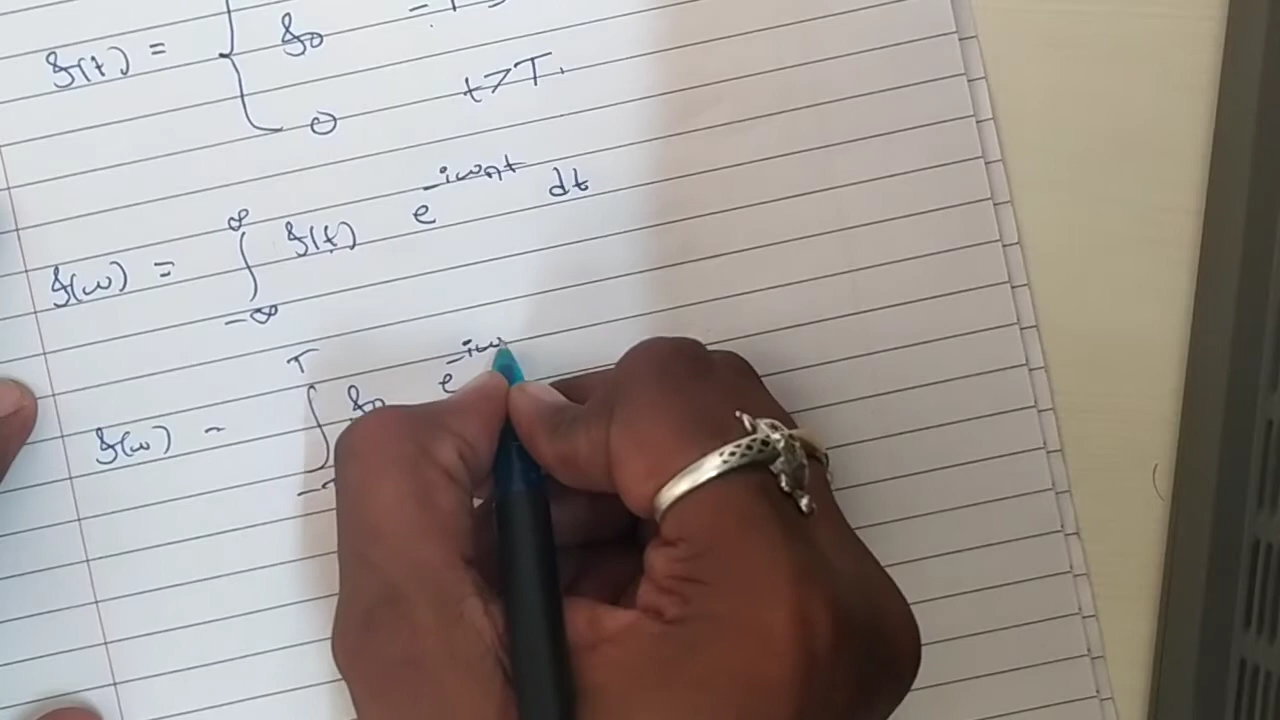 f(t) = { f0
0 t > T.
f(ω) = ∫_{-∞}^{∞} f(t) e^{-iωt} dt
f(ω) = ∫_{-T}^{T} f0 e^{-iω